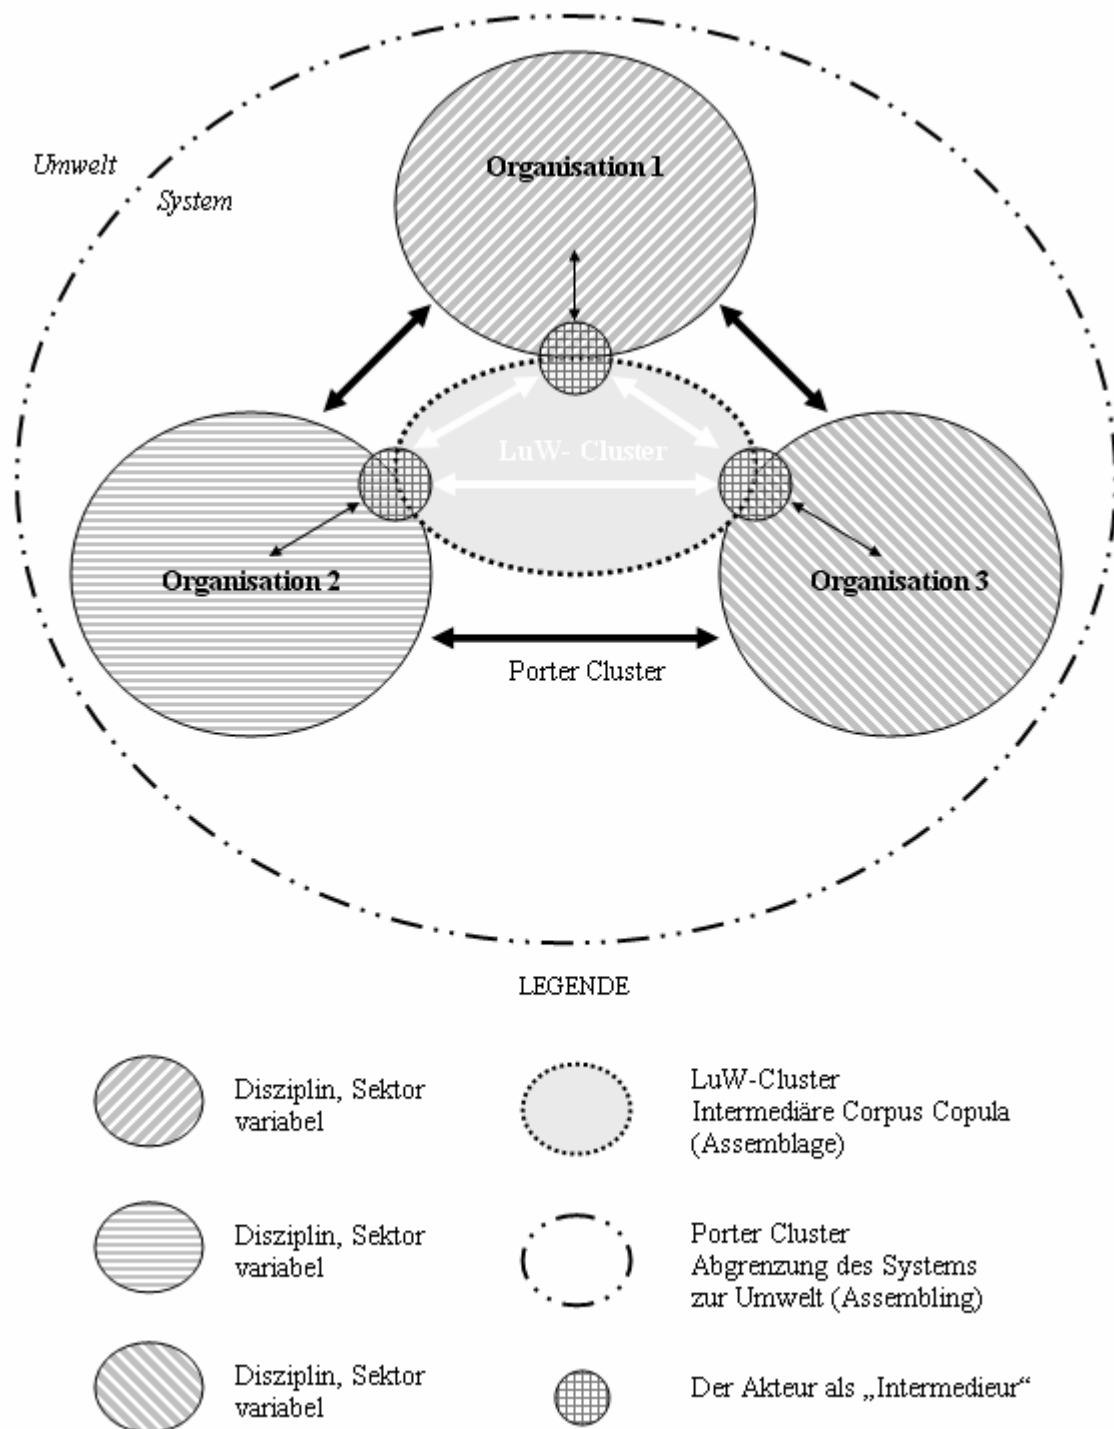 Organisation 1
Umwelt
System
LuW- Cluster
Organisation 2
Organisation 3
Porter Cluster
LEGENDE
Disziplin, Sektor
variabel
LuW-Cluster
Intermediäre Corpus Copula
(Assemblage)
Disziplin, Sektor
variabel
Porter Cluster
Abgrenzung des Systems
zur Umwelt (Assembling)
Disziplin, Sektor
variabel
Der Akteur als „Intermedieur“